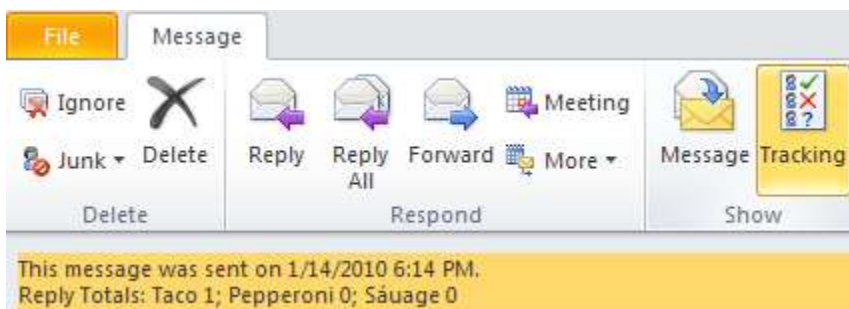 File Message
Ignore
Junk Delete Reply Reply All Forward Meeting
More Message Tracking
Delete Respond Show
This message was sent on 1/14/2010 6:14 PM.
Reply Totals: Taco 1; Pepperoni 0; Sáuage 0